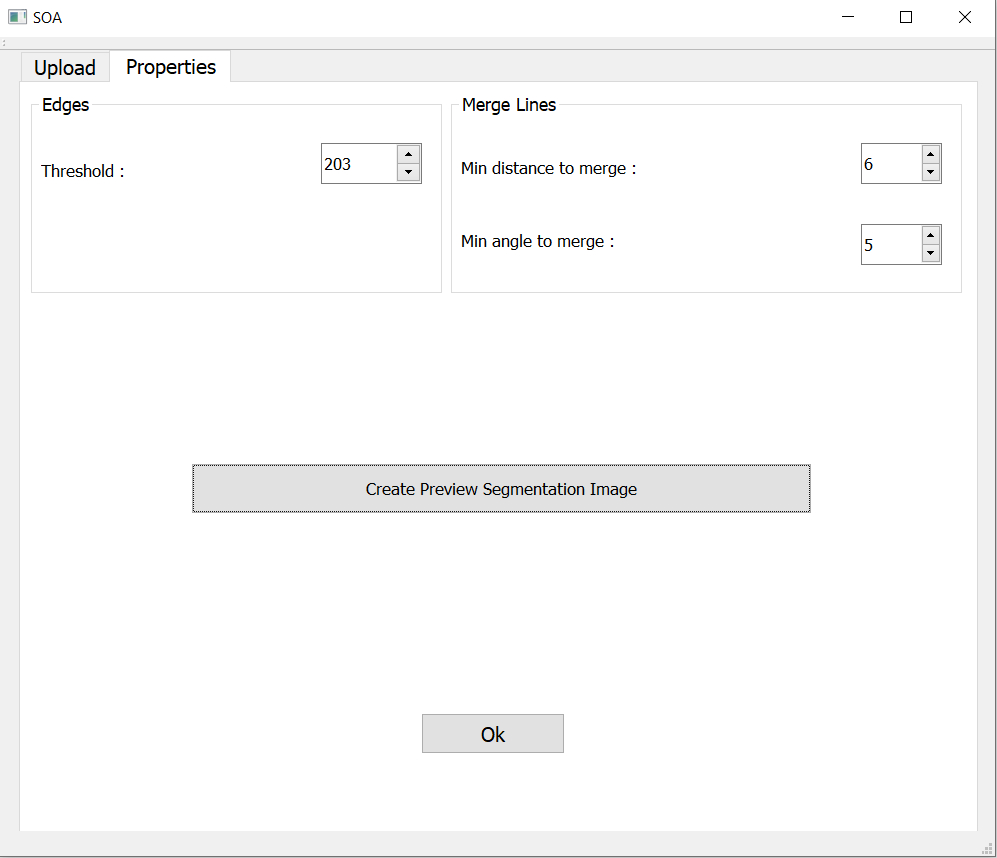 SOA
Upload
Properties
Edges
Threshold :
203
Merge Lines
Min distance to merge :
6
Min angle to merge :
5
Create Preview Segmentation Image
Ok